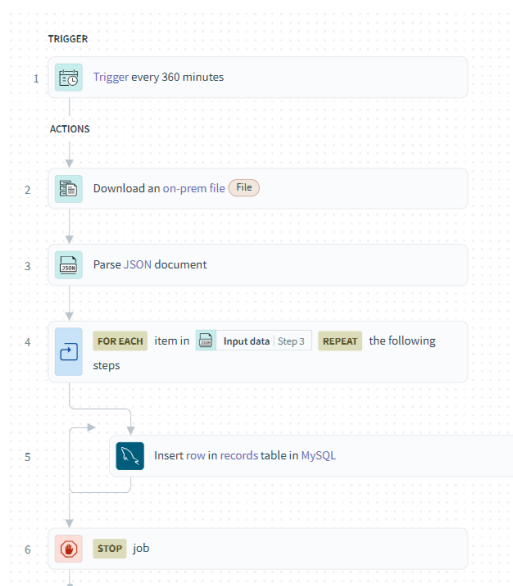 TRIGGER
1 Trigger every 360 minutes
ACTIONS
2 Download an on-prem file File
3 JSON Parse JSON document
4 FOR EACH item in Input data Step 3 REPEAT the following
steps
5 Insert row in records table in MySQL
6 STOP job